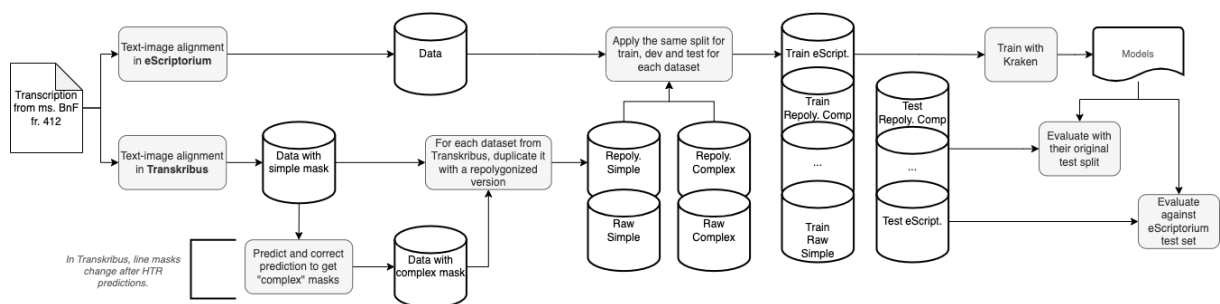 Transcription
from ms. BnF
fr. 412
Text-image alignment
in eScriptorium
Data
Apply the same split for
train, dev and test for
each dataset
Train eScript.
Train with
Kraken
Models
Train
Repoly. Comp
...
Train
Raw
Simple
Test
Repoly. Comp
...
Test eScript.
Evaluate with
their original
test split
Evaluate
against
eScriptorium
test set
Text-image alignment
in Transkribus
Data with
simple mask
For each dataset from
Transkribus, duplicate it
with a repolygonized
version
Repoly.
Simple
Repoly.
Complex
Raw
Simple
Raw
Complex
In Transkribus, line masks
change after HTR
predictions.
Predict and correct
prediction to get
"complex" masks
Data with
complex mask